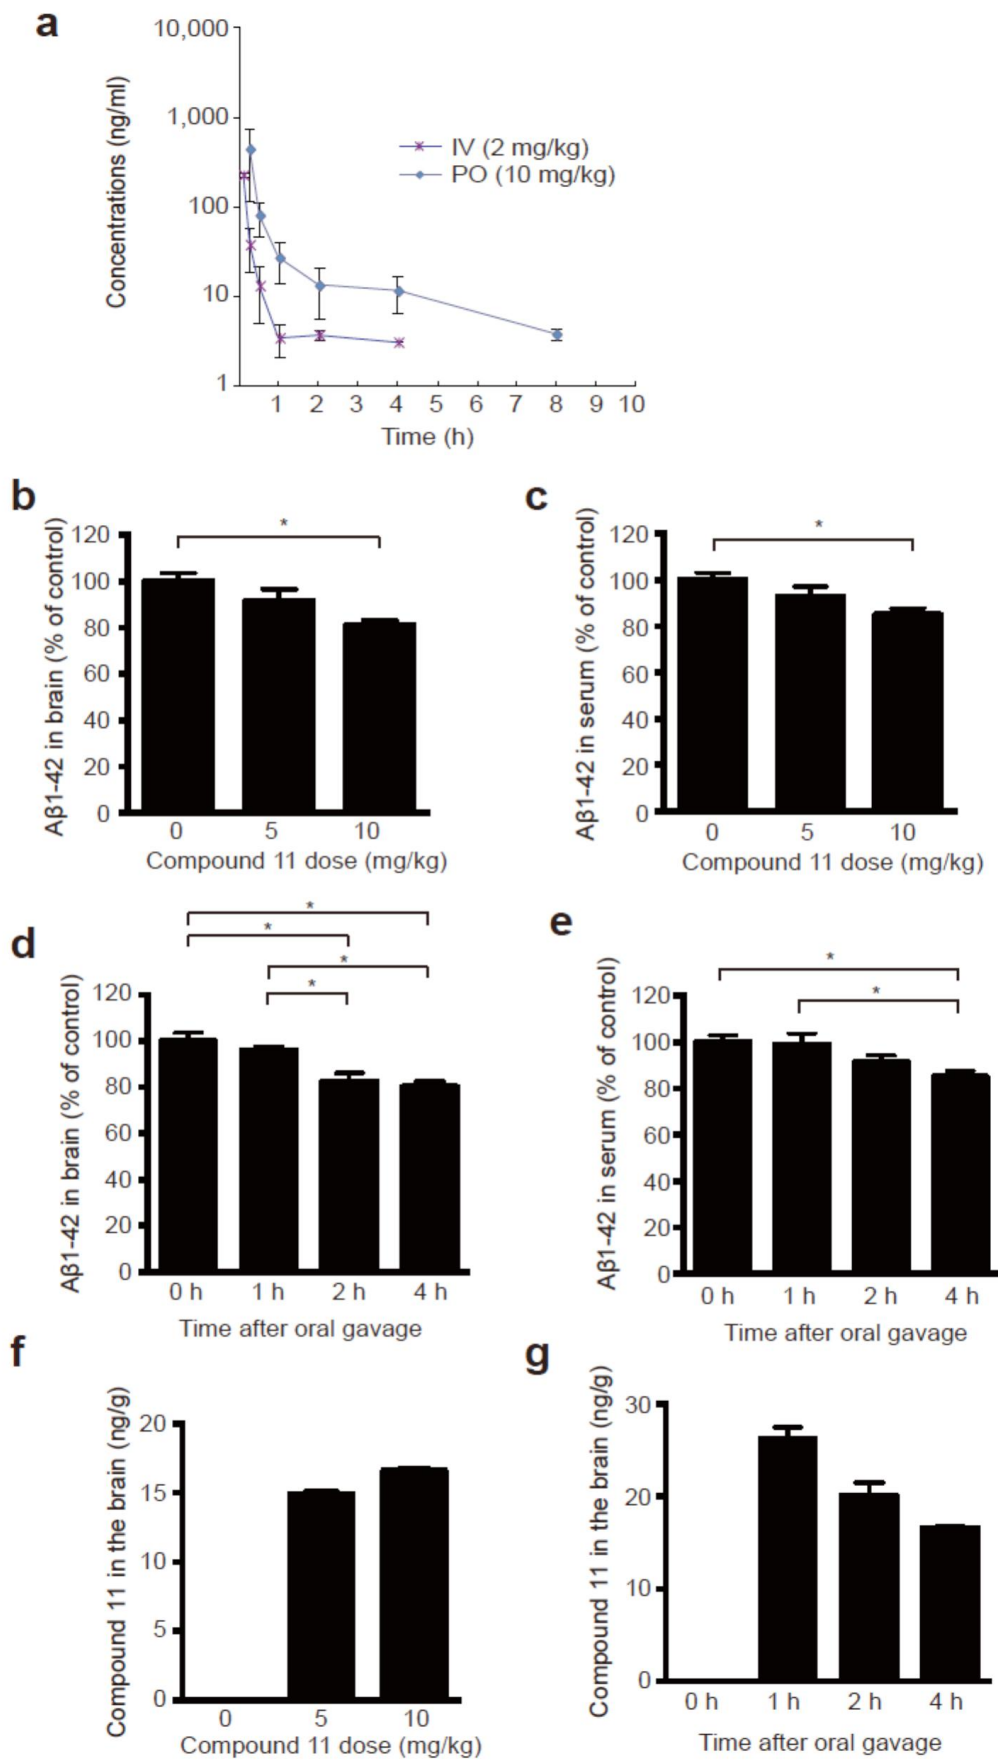 a
10,000
1,000
100
10
1
Concentrations (ng/ml)
IV (2 mg/kg)
PO (10 mg/kg)
1 2 3 4 5 6 7 8 9 10
Time (h)
b
Aβ1-42 in brain (% of control)
120
100
80
60
40
20
0
*
0 5 10
Compound 11 dose (mg/kg)
c
Aβ1-42 in serum (% of control)
120
100
80
60
40
20
0
*
0 5 10
Compound 11 dose (mg/kg)
d
Aβ1-42 in brain (% of control)
120
100
80
60
40
20
0
*
*
*
*
0 h 1 h 2 h 4 h
Time after oral gavage
e
Aβ1-42 in serum (% of control)
120
100
80
60
40
20
0
*
*
0 h 1 h 2 h 4 h
Time after oral gavage
f
Compound 11 in the brain (ng/g)
20
15
10
5
0
0 5 10
Compound 11 dose (mg/kg)
g
Compound 11 in the brain (ng/g)
30
20
10
0
0 h 1 h 2 h 4 h
Time after oral gavage